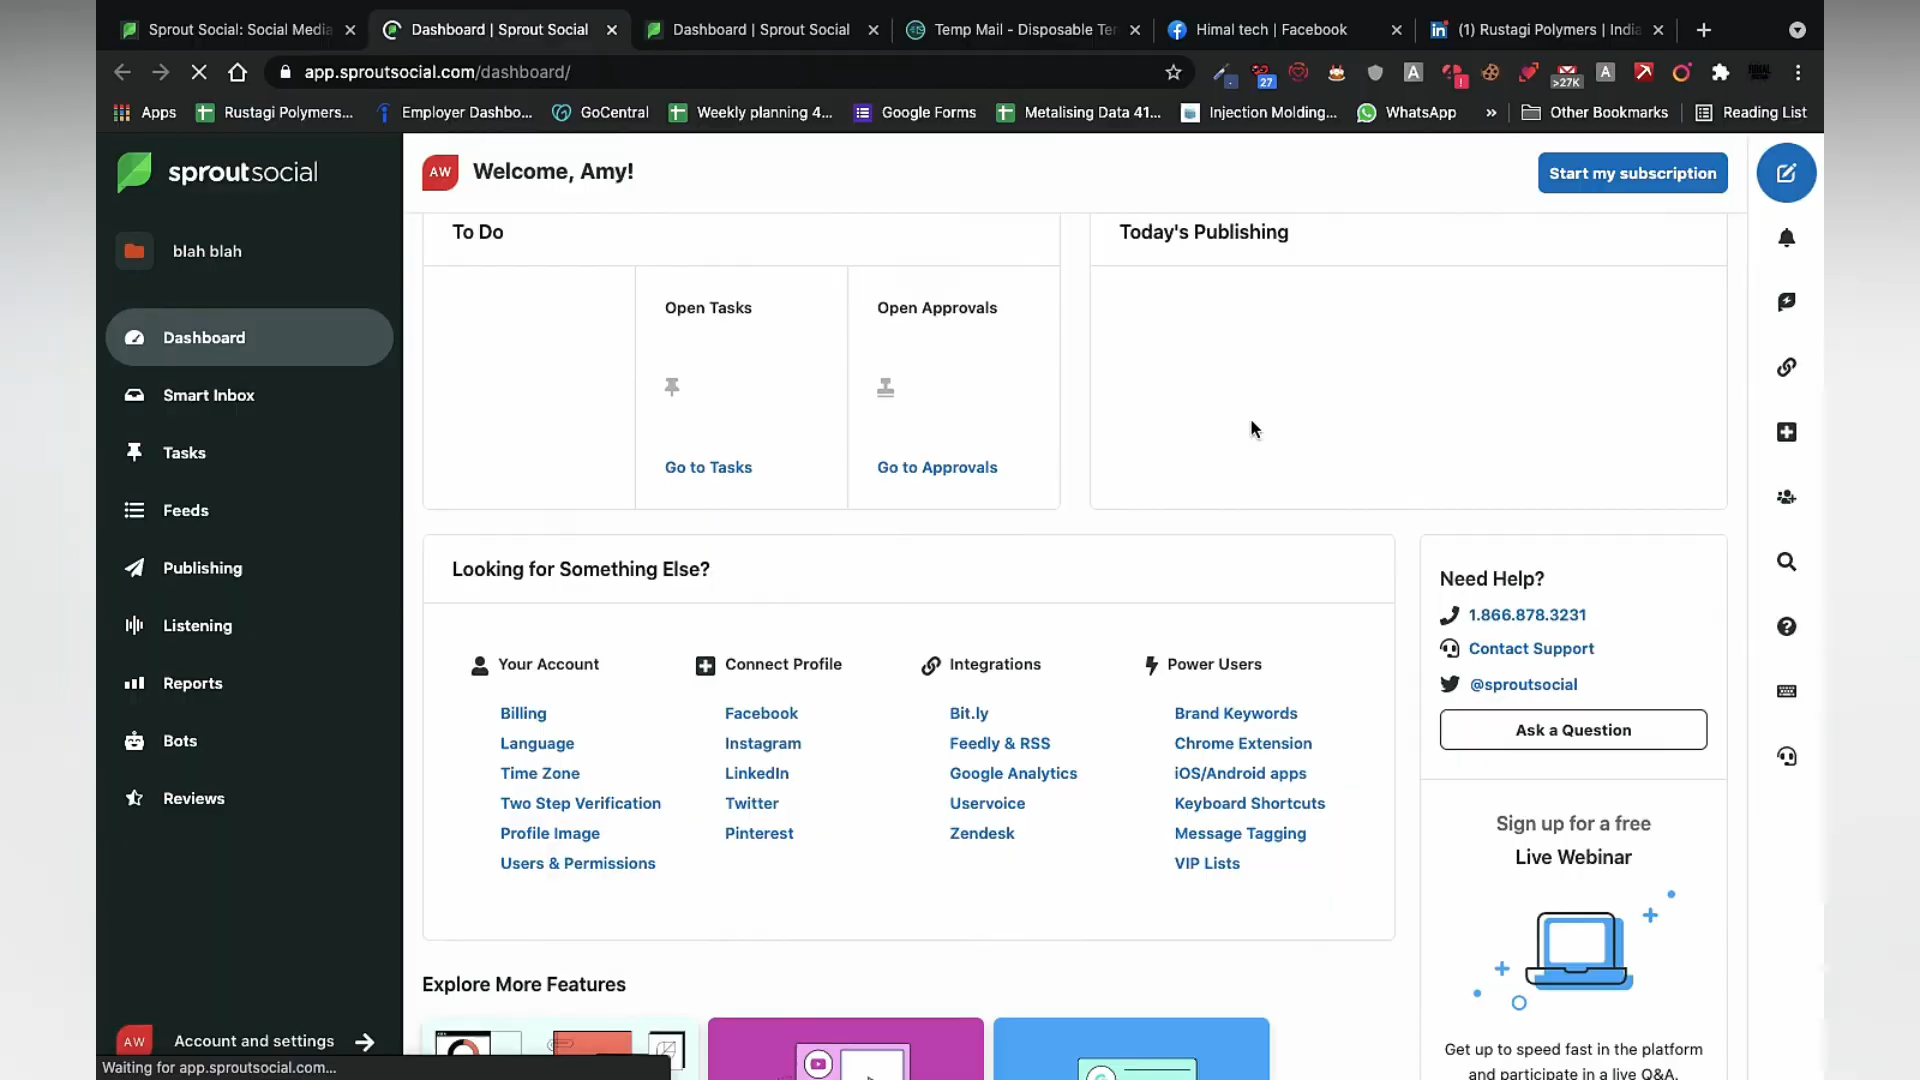 Sprout Social: Social Media
Dashboard | Sprout Social
Dashboard | Sprout Social
Temp Mail - Disposable Ter
Himal tech | Facebook
(1) Rustagi Polymers | India
app.sproutsocial.com/dashboard/
27
A
!
>27K
A
Apps
Rustagi Polymers...
Employer Dashbo...
GoCentral
Weekly planning 4...
Google Forms
Metalising Data 41...
Injection Molding...
WhatsApp
»
Other Bookmarks
Reading List
sproutsocial
AW
Welcome, Amy!
Start my subscription
blah blah
Dashboard
Smart Inbox
Tasks
Feeds
Publishing
Listening
Reports
Bots
Reviews
AW
Account and settings
Waiting for app.sproutsocial.com...
To Do
Open Tasks
Go to Tasks
Open Approvals
Go to Approvals
Today's Publishing
Looking for Something Else?
Your Account
Billing
Language
Time Zone
Two Step Verification
Profile Image
Users & Permissions
Connect Profile
Facebook
Instagram
LinkedIn
Twitter
Pinterest
Integrations
Bit.ly
Feedly & RSS
Google Analytics
Uservoice
Zendesk
Power Users
Brand Keywords
Chrome Extension
iOS/Android apps
Keyboard Shortcuts
Message Tagging
VIP Lists
Need Help?
1.866.878.3231
Contact Support
@sproutsocial
Ask a Question
Sign up for a free
Live Webinar
Get up to speed fast in the platform
and participate in a live Q&A.
Explore More Features